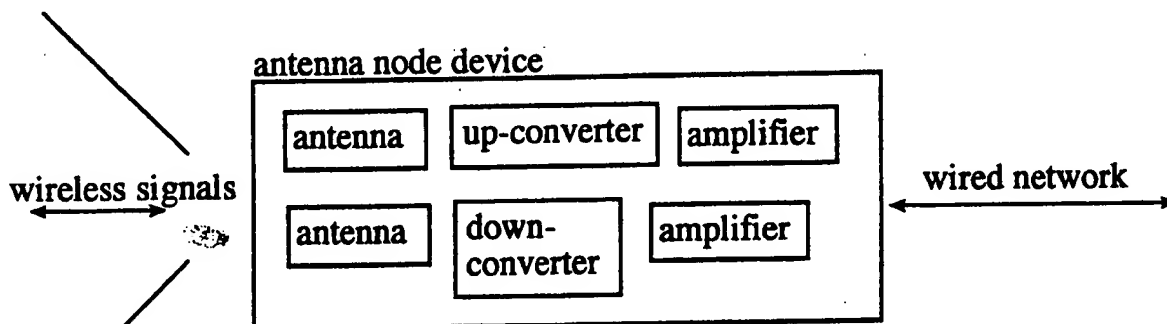 antenna node device
antenna
up-converter
amplifier
wireless signals
wired network
antenna
down-
converter
amplifier